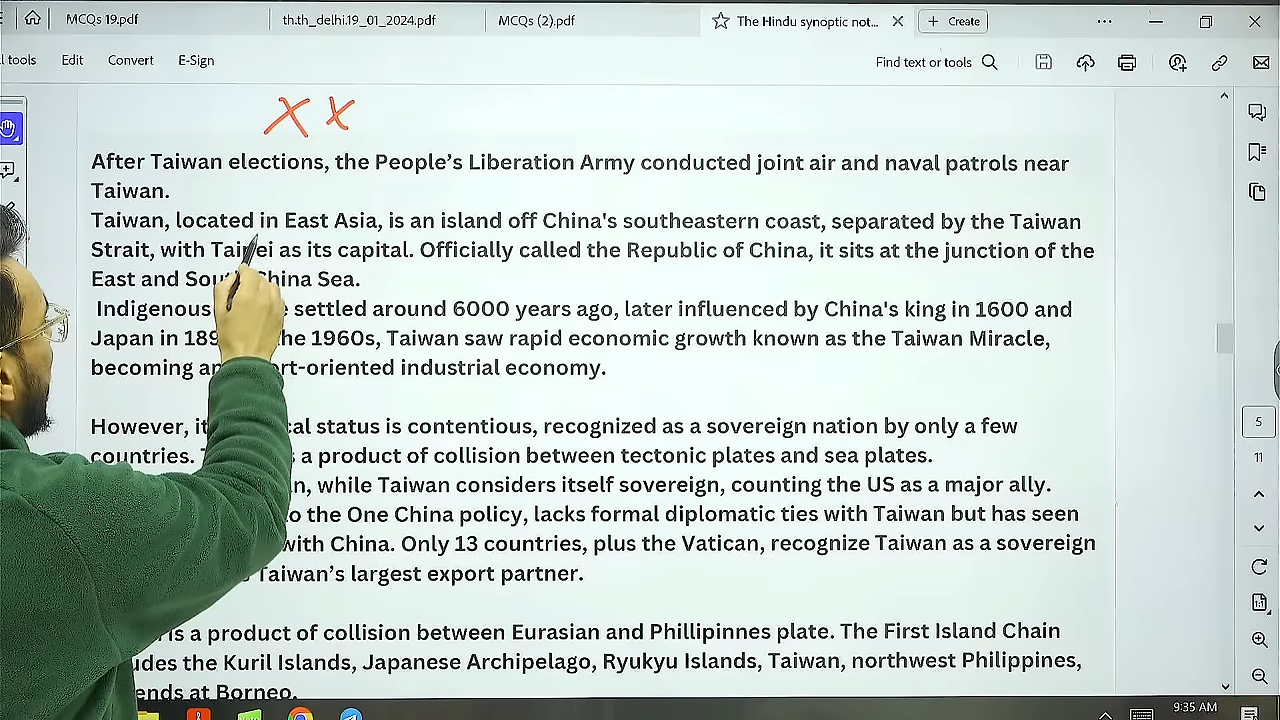 MCQs 19.pdf
th.th_delhi.19_01_2024.pdf
MCQs (2).pdf
The Hindu synoptic not...
+ Create
l tools
Edit
Convert
E-Sign
Find text or tools
X X
After Taiwan elections, the People's Liberation Army conducted joint air and naval patrols near
Taiwan.
Taiwan, located in East Asia, is an island off China's southeastern coast, separated by the Taiwan
Strait, with Taipei as its capital. Officially called the Republic of China, it sits at the junction of the
East and South China Sea.
Indigenous settled around 6000 years ago, later influenced by China's king in 1600 and
Japan in 189 he 1960s, Taiwan saw rapid economic growth known as the Taiwan Miracle,
becoming an rt-oriented industrial economy.
However, it cal status is contentious, recognized as a sovereign nation by only a few
countries. T s a product of collision between tectonic plates and sea plates.
n, while Taiwan considers itself sovereign, counting the US as a major ally.
o the One China policy, lacks formal diplomatic ties with Taiwan but has seen
with China. Only 13 countries, plus the Vatican, recognize Taiwan as a sovereign
Taiwan's largest export partner.
is a product of collision between Eurasian and Phillipinnes plate. The First Island Chain
udes the Kuril Islands, Japanese Archipelago, Ryukyu Islands, Taiwan, northwest Philippines,
ends at Borneo.
5
11
9:35 AM